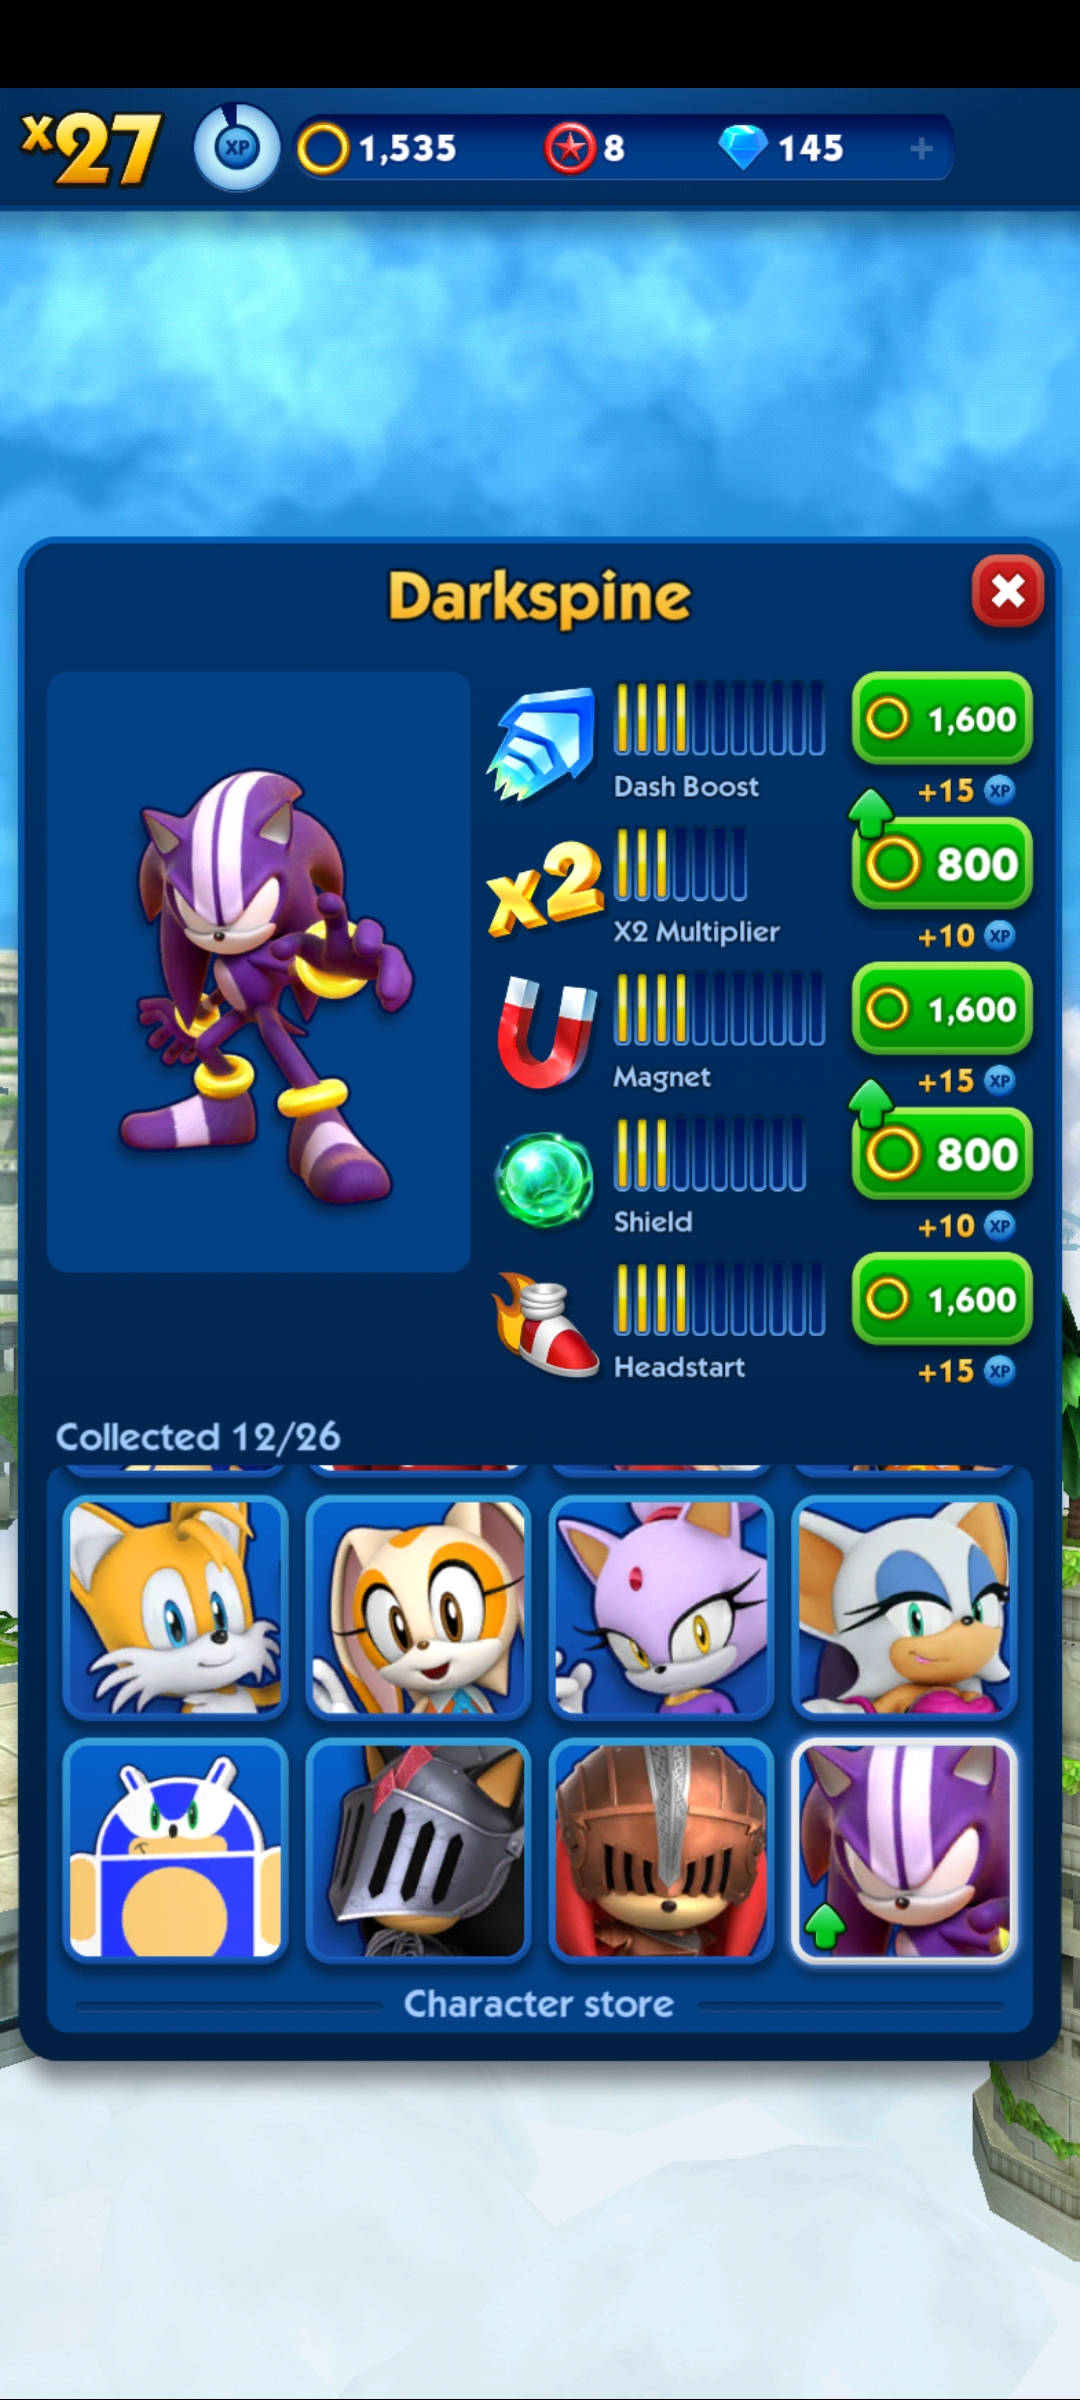 x27 XP 1,535 8 145 +
Darkspine
1,600
Dash Boost
+15 XP
x2 800
X2 Multiplier
+10 XP
1,600
Magnet
+15 XP
800
Shield
+10 XP
1,600
Headstart
+15 XP
Collected 12/26
Character store